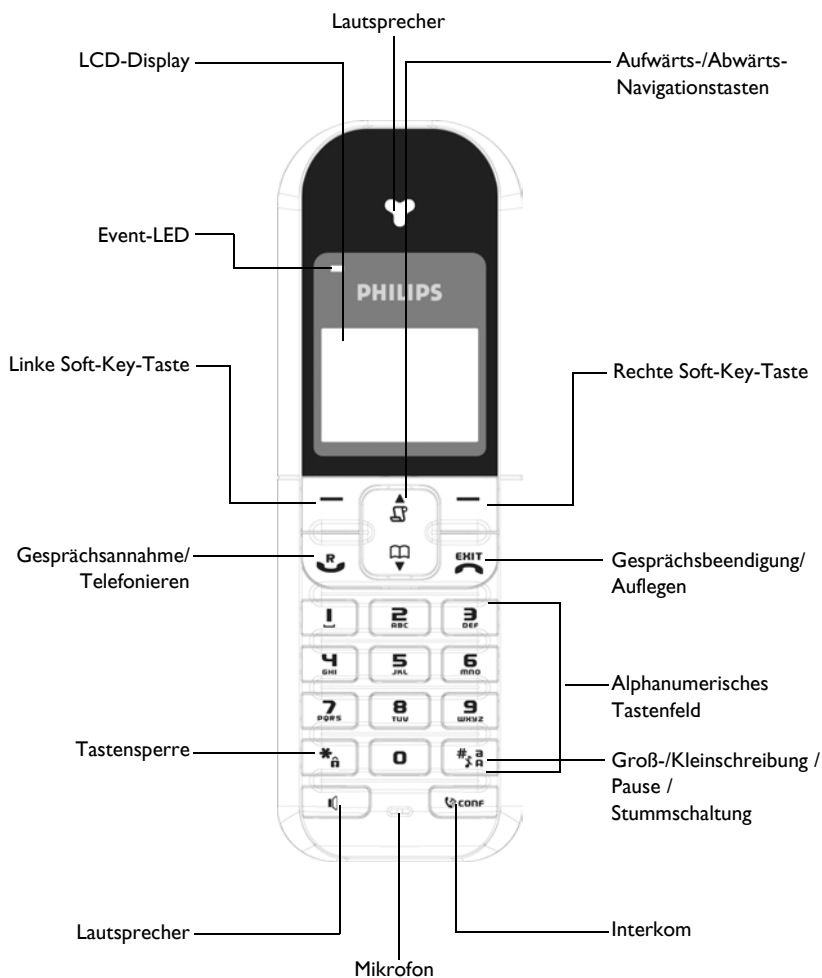 Lautsprecher
LCD-Display
Aufwärts-/Abwärts-
Navigationstasten
Event-LED
PHILIPS
Linke Soft-Key-Taste
Rechte Soft-Key-Taste
R
EXIT
Gesprächsannahme/
Telefonieren
Gesprächsbeendigung/
Auflegen
1
2
ABC
3
DEF
4
GHI
5
JKL
6
MNO
7
PQRS
8
TUV
9
WXYZ
Alphanumerisches
Tastenfeld
Tastensperre
*
0
# a
A
Groß-/Kleinschreibung /
Pause /
Stummschaltung
CONF
Lautsprecher
Interkom
Mikrofon